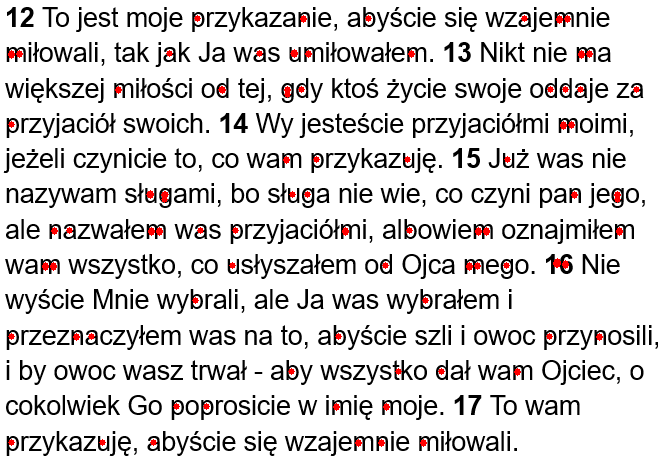 12 To jest moje przykazanie, abyście się wzajemnie
miłowali, tak jak Ja was umiłowałem. 13 Nikt nie ma
większej miłości od tej, gdy ktoś życie swoje oddaje za
przyjaciół swoich. 14 Wy jesteście przyjaciółmi moimi,
jeżeli czynicie to, co wam przykazuję. 15 Już was nie
nazywam sługami, bo sługa nie wie, co czyni pan jego,
ale nazwałem was przyjaciółmi, albowiem oznajmiłem
wam wszystko, co usłyszałem od Ojca mego. 16 Nie
wyście Mnie wybrali, ale Ja was wybrałem i
przeznaczyłem was na to, abyście szli i owoc przynosili,
i by owoc wasz trwał - aby wszystko dał wam Ojciec, o
cokolwiek Go poprosicie w imię moje. 17 To wam
przykazuję, abyście się wzajemnie miłowali.